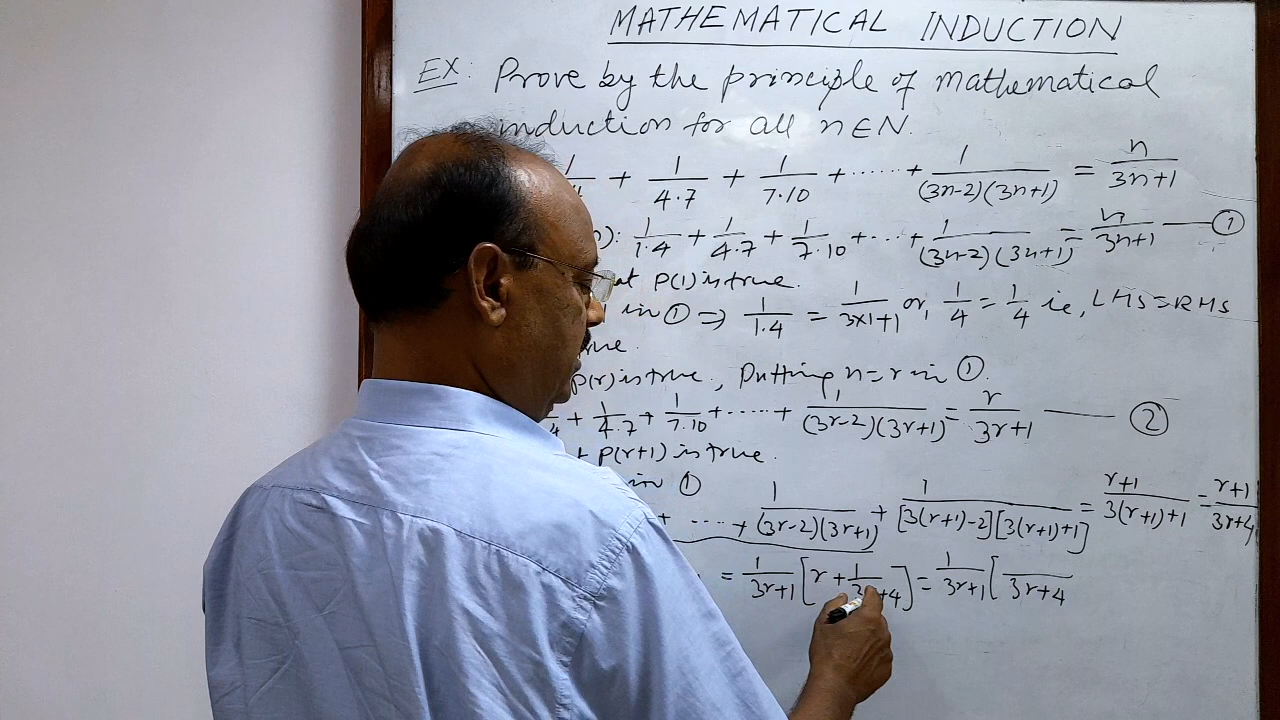 MATHEMATICAL INDUCTION
EX: Prove by the principle of mathematical
induction for all n∈N.
+ 1/(4·7) + 1/(7·10) + ...... + 1/((3n-2)(3n+1)) = n/(3n+1)
): 1/(1·4) + 1/(4·7) + 1/(7·10) + ... + 1/((3n-2)(3n+1)) = n/(3n+1) —— ①
P(1) is true.
in ① ⇒ 1/(1·4) = 1/(3×1+1) or, 1/4 = 1/4 ie, LHS=RHS
P(r) is true, Putting n=r in ①.
+ 1/(4·7) + 1/(7·10) + ...... + 1/((3r-2)(3r+1)) = r/(3r+1) —— ②
P(r+1) is true.
in ①
+ .... + 1/((3r-2)(3r+1)) + 1/([3(r+1)-2][3(r+1)+1]) = (r+1)/(3(r+1)+1) = (r+1)/(3r+4)
= 1/(3r+1) [r + 1/(3r+4)] = 1/(3r+1) [ /(3r+4)